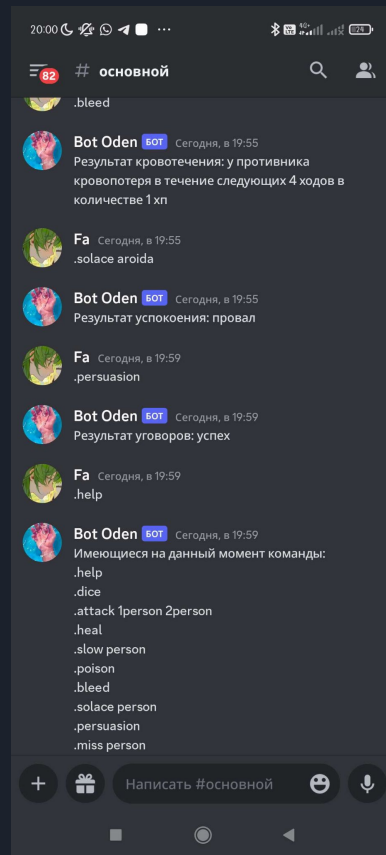 20:00
24
82
# основной
.bleed
Bot Oden БОТ Сегодня, в 19:55
Результат кровотечения: у противника
кровопотеря в течение следующих 4 ходов в
количестве 1 хп
Fa Сегодня, в 19:55
.solace aroida
Bot Oden БОТ Сегодня, в 19:55
Результат успокоения: провал
Fa Сегодня, в 19:59
.persuasion
Bot Oden БОТ Сегодня, в 19:59
Результат уговоров: успех
Fa Сегодня, в 19:59
.help
Bot Oden БОТ Сегодня, в 19:59
Имеющиеся на данный момент команды:
.help
.dice
.attack 1person 2person
.heal
.slow person
.poison
.bleed
.solace person
.persuasion
.miss person
Написать #основной